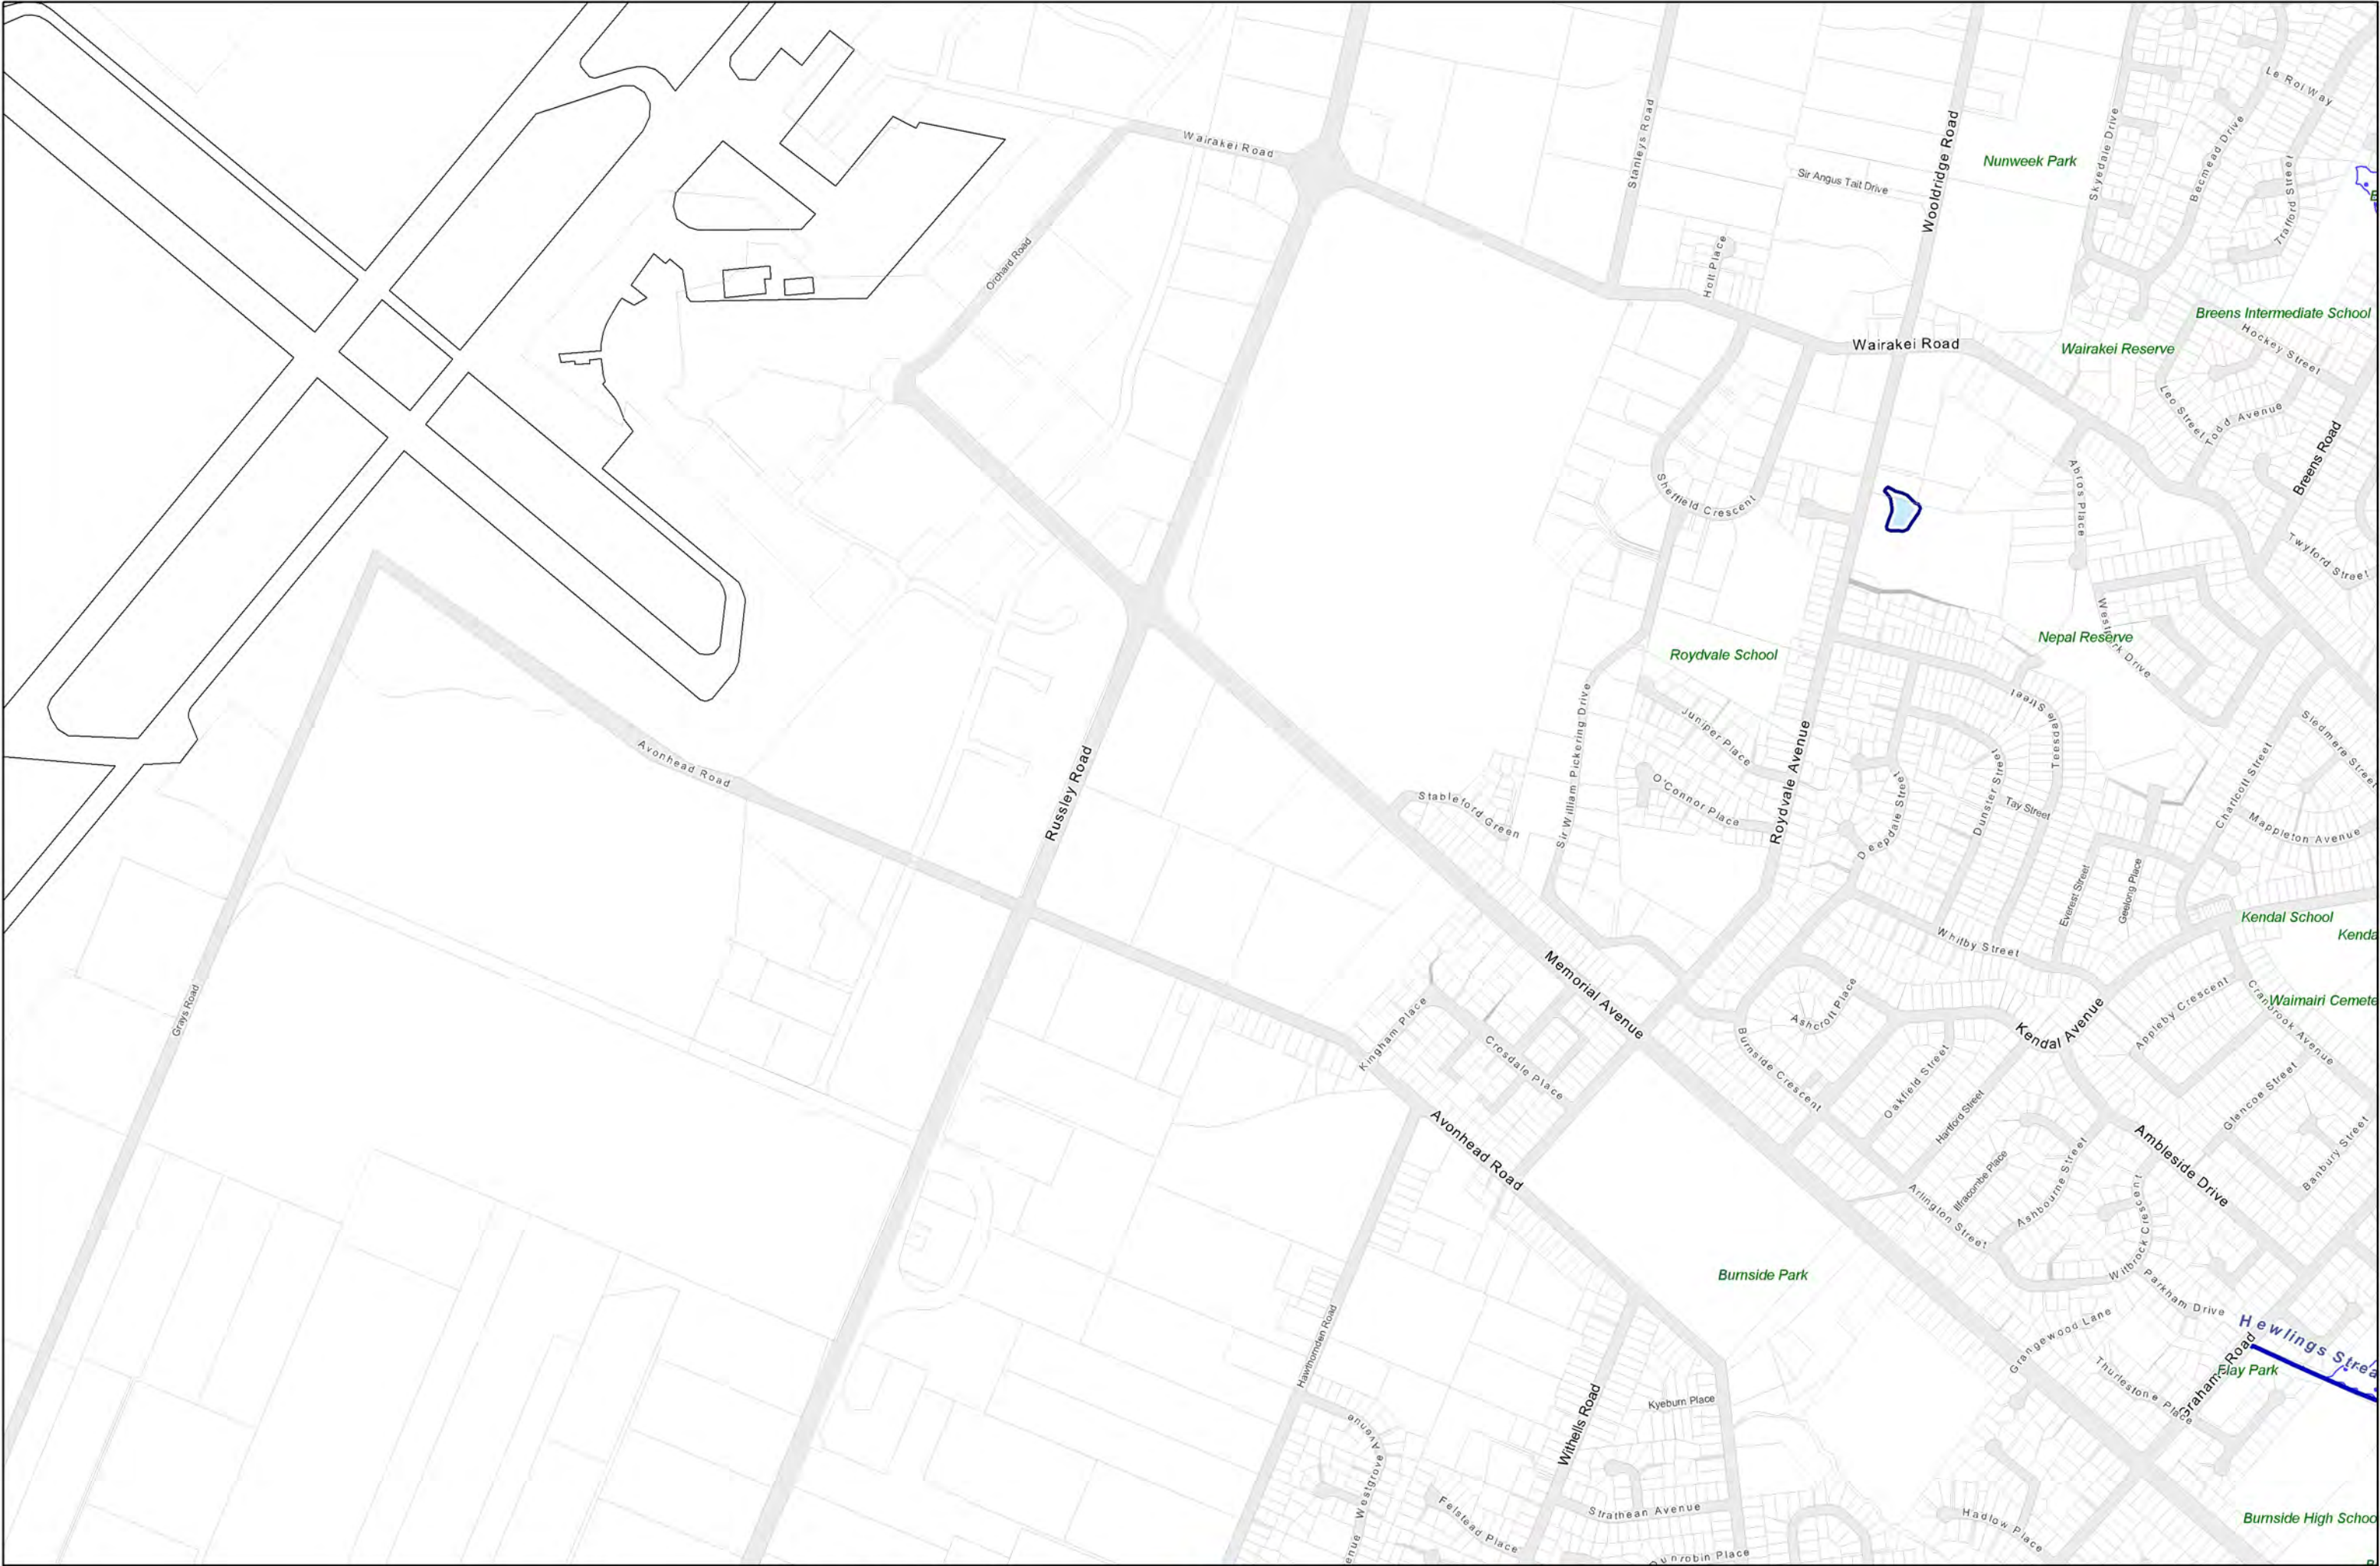 Le Roi Way
Wairakei Road
Stanleys Road
Wooldridge Road
Nunweek Park
Skyedale Drive
Becmead Drive
Trafford Street
Sir Angus Tait Drive
Orchard Road
Holt Place
Breens Intermediate School
Hockey Street
Wairakei Road
Wairakei Reserve
Leo Street
Todd Avenue
Breens Road
Sheffield Crescent
Abros Place
Twyford Street
Westpark Drive
Nepal Reserve
Roydvale School
Teesdale Street
Juniper Place
Sir William Pickering Drive
Roydvale Avenue
Sledmere Street
Avonhead Road
Russley Road
Stableford Green
O'Connor Place
Deepdale Street
Dunster Street
Tay Street
Charlcott Street
Mappleton Avenue
Everest Street
Geelong Place
Kendal School
Kenda
Whitby Street
Memorial Avenue
Grays Road
Kingham Place
Crosdale Place
Ashcroft Place
Burnside Crescent
Kendal Avenue
Appleby Crescent
Cranbrook Avenue
Waimairi Cemete
Oakfield Street
Hartford Street
Glencoe Street
Banbury Street
Avonhead Road
Ambleside Drive
Ilfracombe Place
Ashbourne Street
Arlington Street
Wilbrock Crescent
Burnside Park
Parkham Drive
Hewlings Strea
Grangewood Lane
Hawthornden Road
Elay Park
Thurlestone Place
Graham Road
Withells Road
Kyeburn Place
Westgrove Avenue
enue
Felstead Place
Strathean Avenue
Hadlow Place
Burnside High Schoo